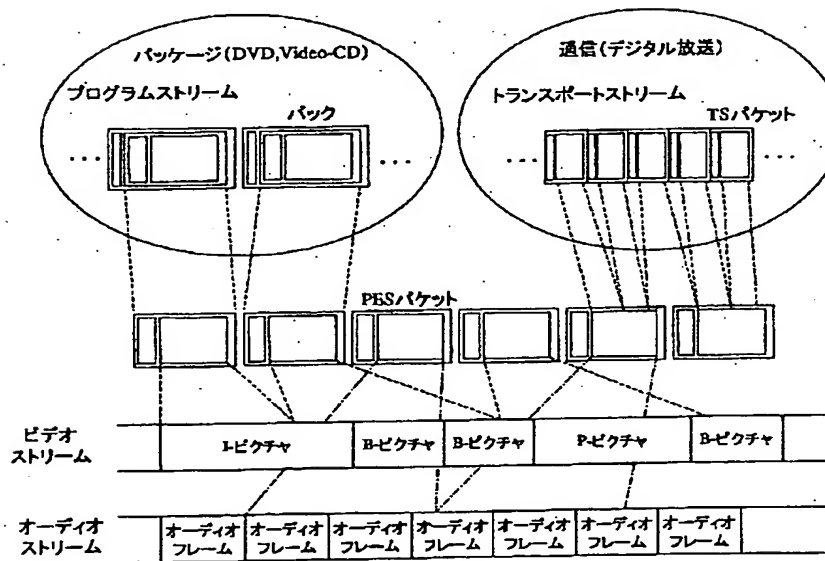 パッケージ(DVD,Video-CD)
プログラムストリーム
パック
...
...
通信(デジタル放送)
トランスポートストリーム
TSパケット
...
...
PESパケット
ビデオ
ストリーム
I-ピクチャ
B-ピクチャ
B-ピクチャ
P-ピクチャ
B-ピクチャ
オーディオ
ストリーム
オーディオ
フレーム
オーディオ
フレーム
オーディオ
フレーム
オーディオ
フレーム
オーディオ
フレーム
オーディオ
フレーム
オーディオ
フレーム